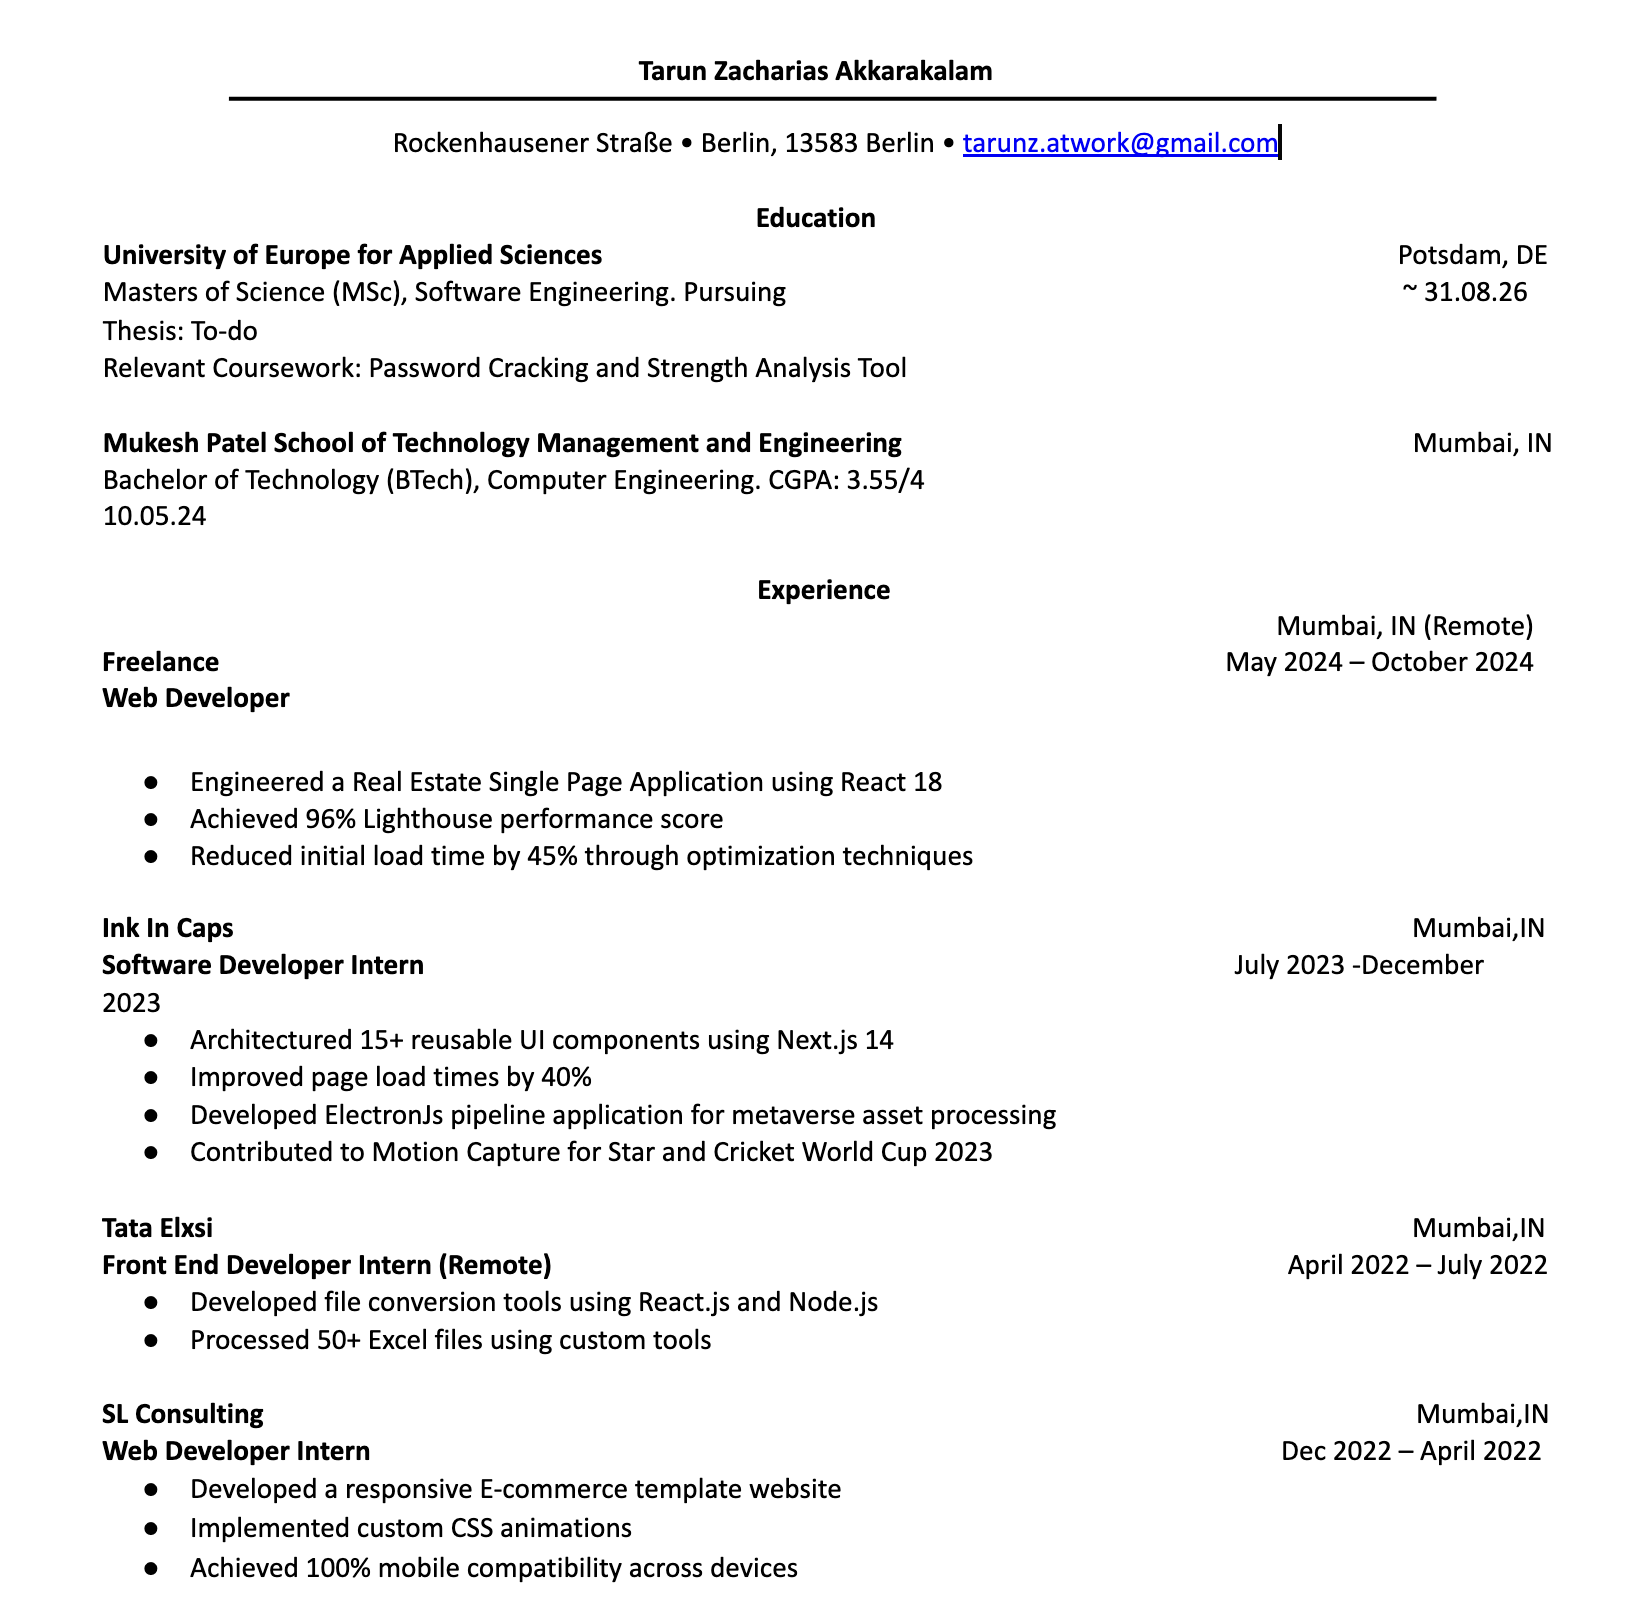 Tarun Zacharias Akkarakalam
Rockenhausener Straße • Berlin, 13583 Berlin • tarunz.atwork@gmail.com
Education
University of Europe for Applied Sciences Potsdam, DE
Masters of Science (MSc), Software Engineering. Pursuing ~ 31.08.26
Thesis: To-do
Relevant Coursework: Password Cracking and Strength Analysis Tool
Mukesh Patel School of Technology Management and Engineering Mumbai, IN
Bachelor of Technology (BTech), Computer Engineering. CGPA: 3.55/4
10.05.24
Experience
Mumbai, IN (Remote)
Freelance May 2024 – October 2024
Web Developer
● Engineered a Real Estate Single Page Application using React 18
● Achieved 96% Lighthouse performance score
● Reduced initial load time by 45% through optimization techniques
Ink In Caps Mumbai,IN
Software Developer Intern July 2023 -December
2023
● Architectured 15+ reusable UI components using Next.js 14
● Improved page load times by 40%
● Developed ElectronJs pipeline application for metaverse asset processing
● Contributed to Motion Capture for Star and Cricket World Cup 2023
Tata Elxsi Mumbai,IN
Front End Developer Intern (Remote) April 2022 – July 2022
● Developed file conversion tools using React.js and Node.js
● Processed 50+ Excel files using custom tools
SL Consulting Mumbai,IN
Web Developer Intern Dec 2022 – April 2022
● Developed a responsive E-commerce template website
● Implemented custom CSS animations
● Achieved 100% mobile compatibility across devices